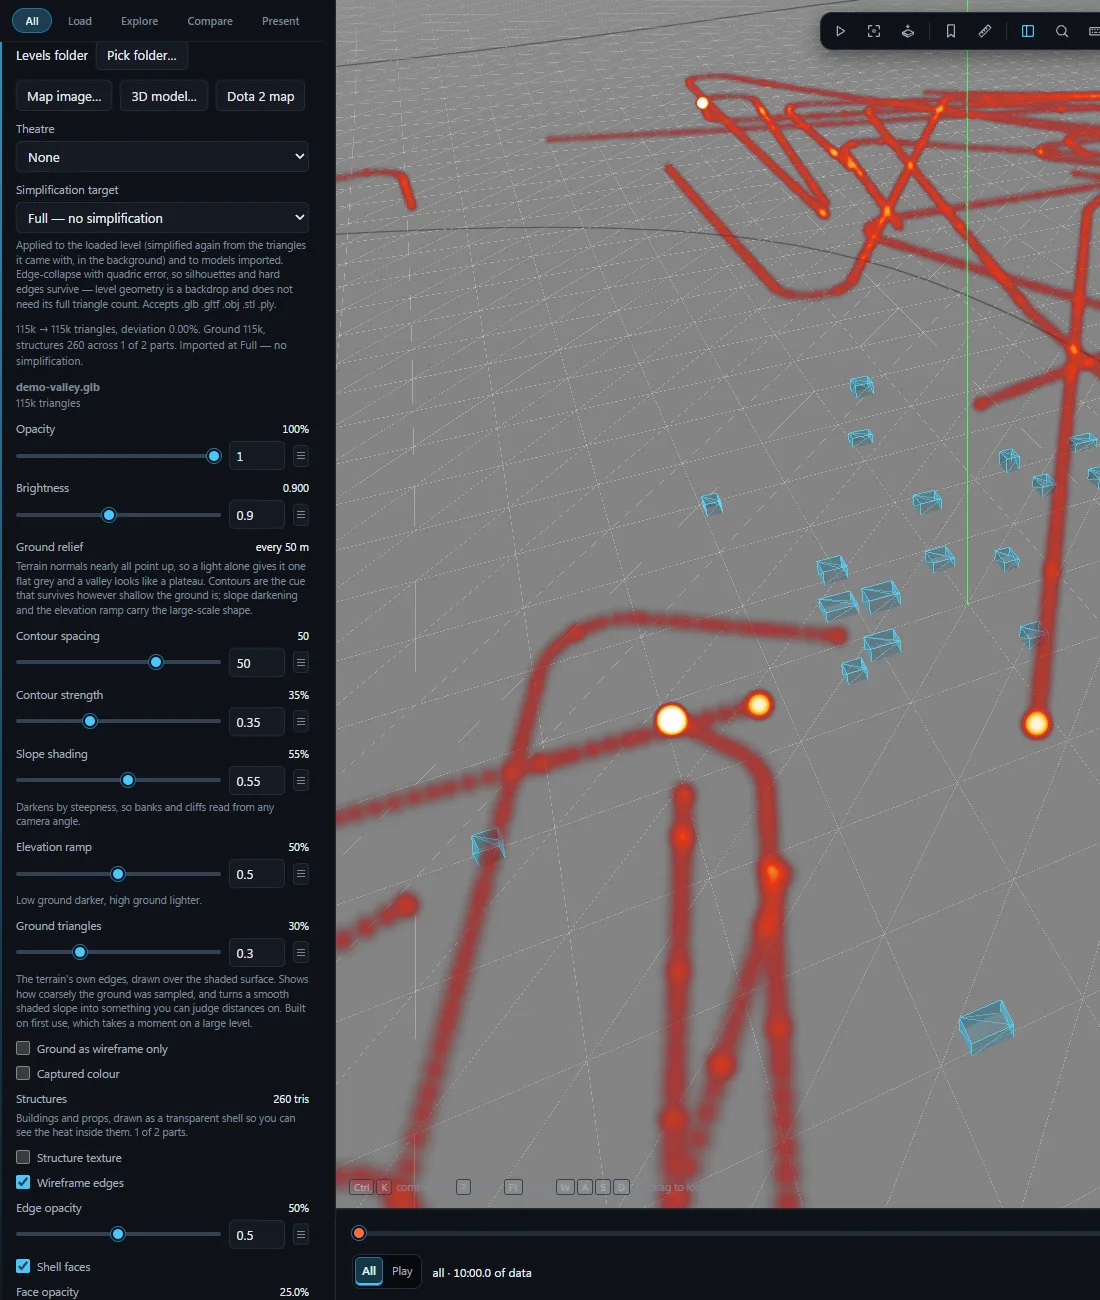 All Load Explore Compare Present
Levels folder Pick folder...
Map image... 3D model... Dota 2 map
Theatre
None
Simplification target
Full — no simplification
Applied to the loaded level (simplified again from the triangles
it came with, in the background) and to models imported.
Edge-collapse with quadric error, so silhouettes and hard
edges survive — level geometry is a backdrop and does not
need its full triangle count. Accepts .glb .gltf .obj .stl .ply.
115k → 115k triangles, deviation 0.00%. Ground 115k,
structures 260 across 1 of 2 parts. Imported at Full — no
simplification.
demo-valley.glb
115k triangles
Opacity 100%
1
Brightness 0.900
0.9
Ground relief every 50 m
Terrain normals nearly all point up, so a light alone gives it one
flat grey and a valley looks like a plateau. Contours are the cue
that survives however shallow the ground is; slope darkening
and the elevation ramp carry the large-scale shape.
Contour spacing 50
50
Contour strength 35%
0.35
Slope shading 55%
0.55
Darkens by steepness, so banks and cliffs read from any
camera angle.
Elevation ramp 50%
0.5
Low ground darker, high ground lighter.
Ground triangles 30%
0.3
The terrain's own edges, drawn over the shaded surface. Shows
how coarsely the ground was sampled, and turns a smooth
shaded slope into something you can judge distances on. Built
on first use, which takes a moment on a large level.
Ground as wireframe only
Captured colour
Structures 260 tris
Buildings and props, drawn as a transparent shell so you can
see the heat inside them. 1 of 2 parts.
Structure texture
Wireframe edges
Edge opacity 50%
0.5
Shell faces
Face opacity 25.0%
Ctrl K ? F1 W A S D
All Play all · 10:00.0 of data